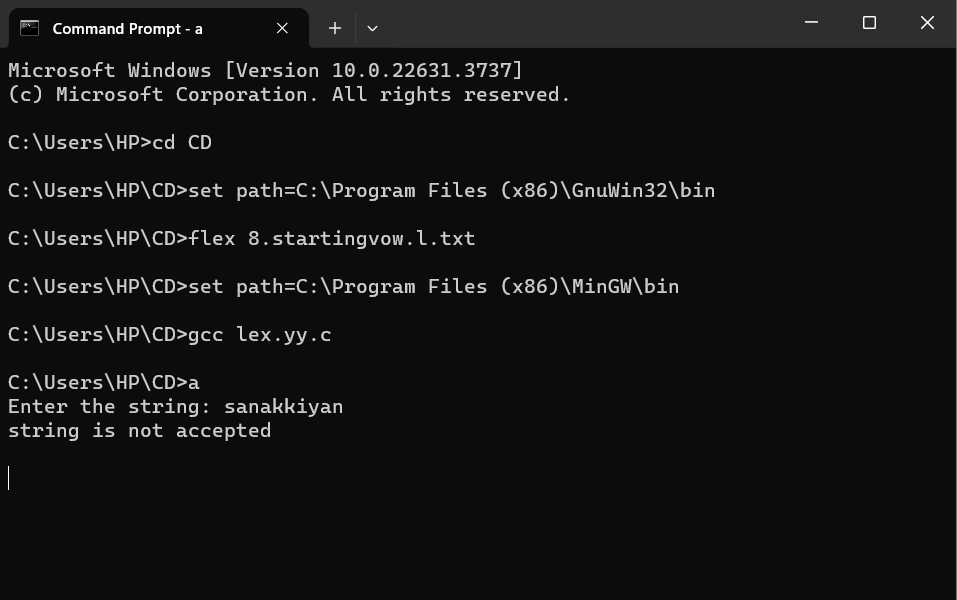 Command Prompt - a
Microsoft Windows [Version 10.0.22631.3737]
(c) Microsoft Corporation. All rights reserved.
C:\Users\HP>cd CD
C:\Users\HP\CD>set path=C:\Program Files (x86)\GnuWin32\bin
C:\Users\HP\CD>flex 8.startingvow.l.txt
C:\Users\HP\CD>set path=C:\Program Files (x86)\MinGW\bin
C:\Users\HP\CD>gcc lex.yy.c
C:\Users\HP\CD>a
Enter the string: sanakkiyan
string is not accepted